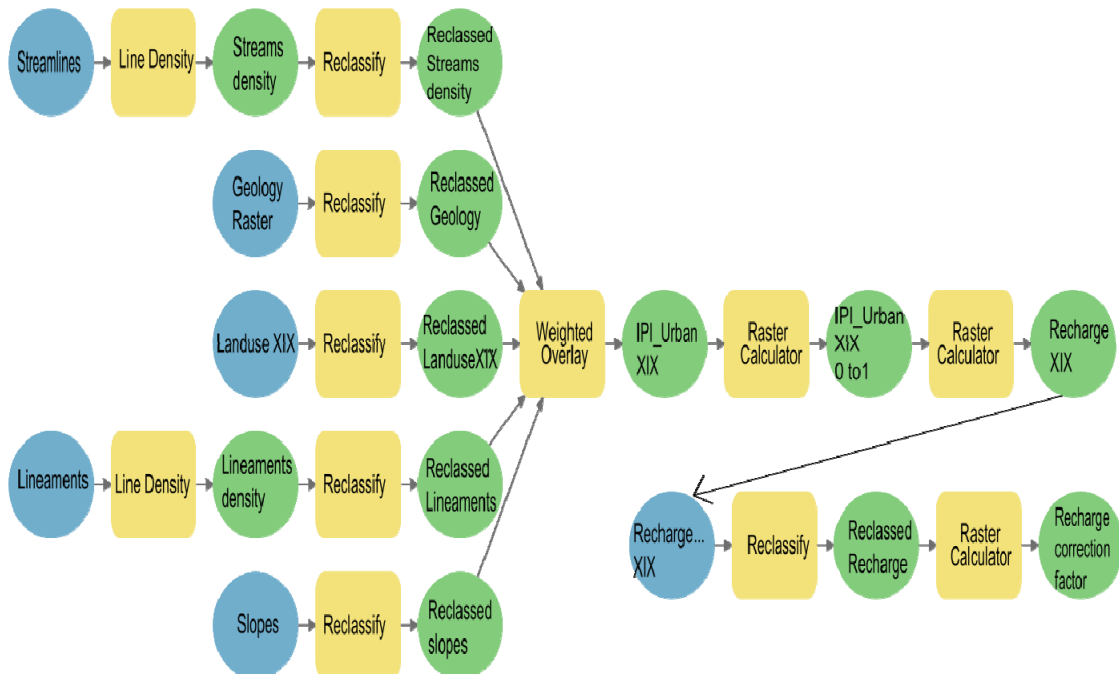 Streamlines
Line Density
Streams
density
Reclassify
Reclassed
Streams
density
Geology
Raster
Reclassify
Reclassed
Geology
Landuse XIX
Reclassify
Reclassed
LanduseXIX
Weighted
Overlay
IPI_Urban
XIX
Raster
Calculator
IPI_Urban
XIX
0 to1
Raster
Calculator
Recharge
XIX
Lineaments
Line Density
Lineaments
density
Reclassify
Reclassed
Lineaments
Recharge...
XIX
Reclassify
Reclassed
Recharge
Raster
Calculator
Recharge
correction
factor
Slopes
Reclassify
Reclassed
slopes